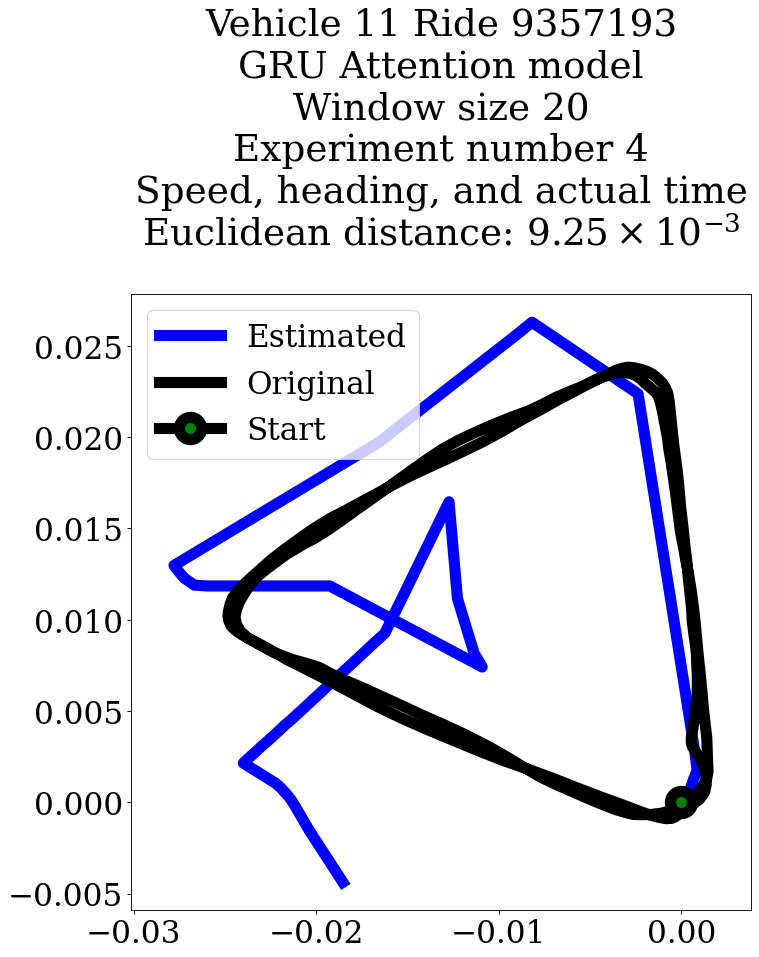 Vehicle 11 Ride 9357193
GRU Attention model
Window size 20
Experiment number 4
Speed, heading, and actual time
Euclidean distance: 9.25 × 10⁻³
Estimated
Original
Start
0.025
0.020
0.015
0.010
0.005
0.000
−0.005
−0.03 −0.02 −0.01 0.00